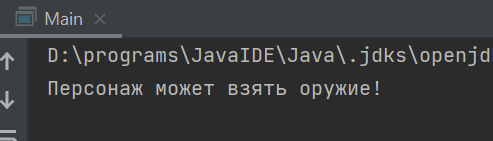 Main
D:\programs\JavaIDE\Java\.jdks\openjd
Персонаж может взять оружие!